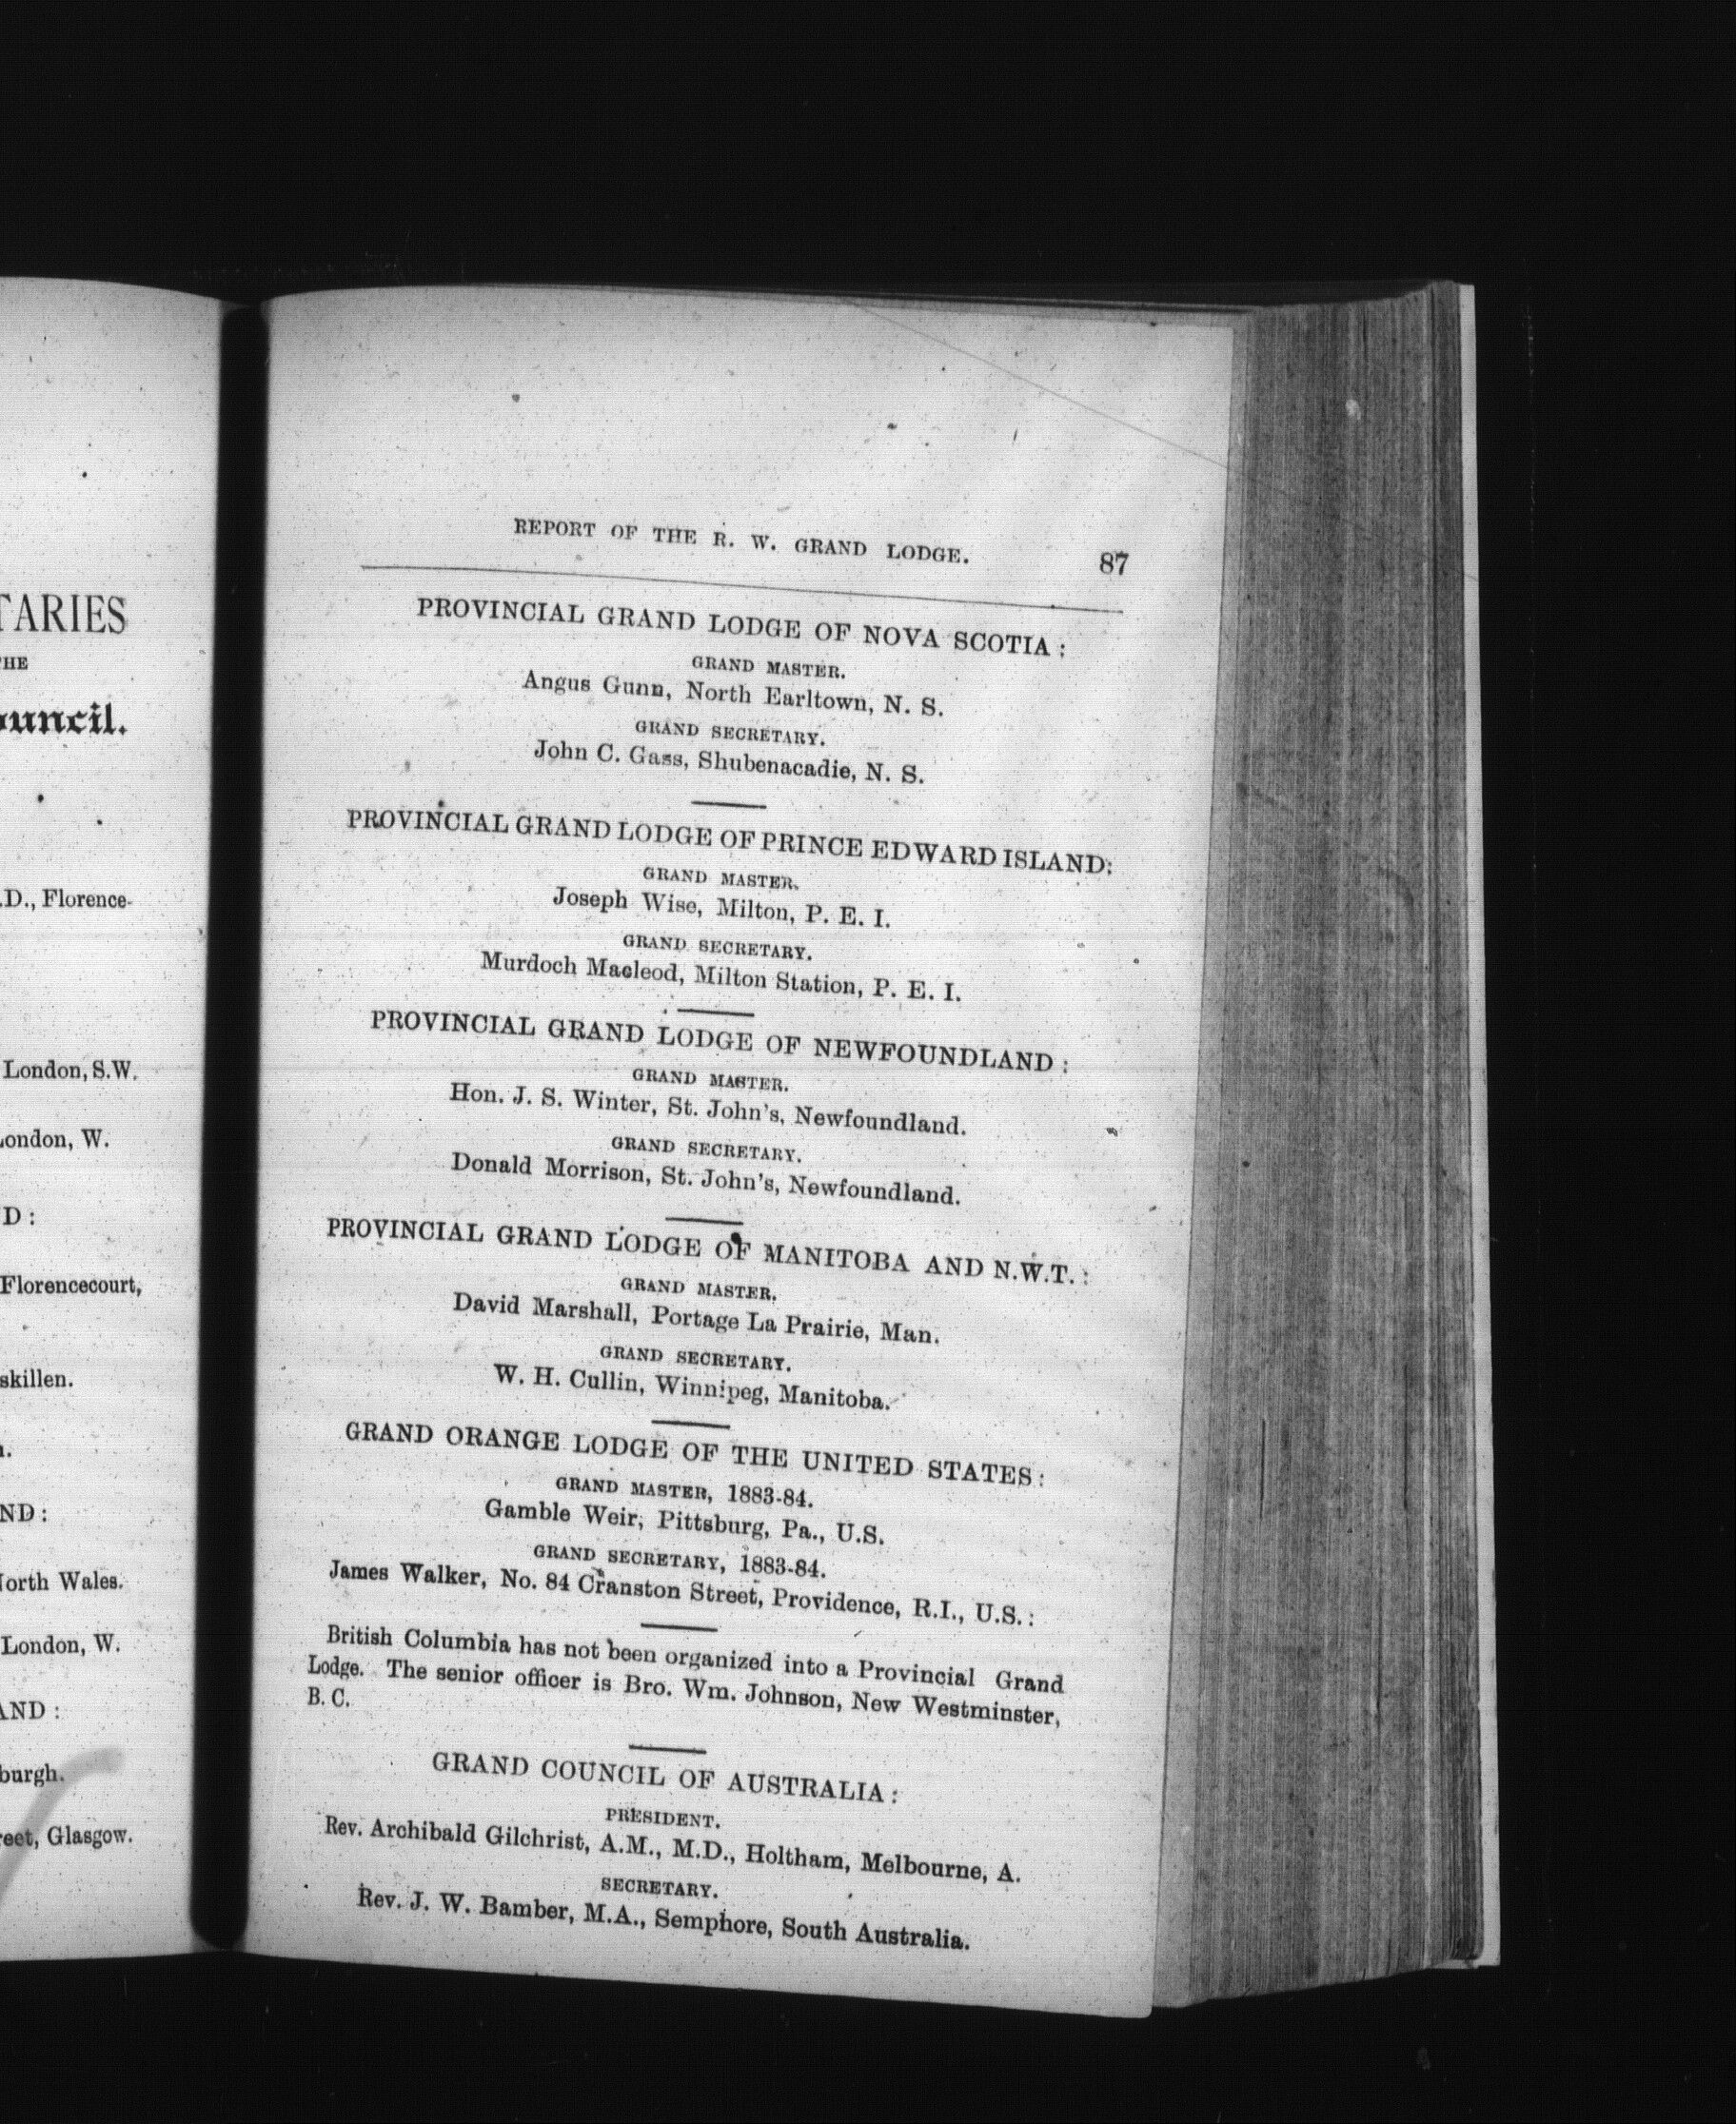 TARIES
THE
ouncil.
.D., Florence-
London, S.W.
London, W.
D :
Florencecourt,
skillen.
n.
ND :
North Wales.
London, W.
AND :
burgh.
reet, Glasgow.
REPORT OF THE R. W. GRAND LODGE. 87
PROVINCIAL GRAND LODGE OF NOVA SCOTIA :
GRAND MASTER.
Angus Gunn, North Earltown, N. S.
GRAND SECRETARY.
John C. Gass, Shubenacadie, N. S.
PROVINCIAL GRAND LODGE OF PRINCE EDWARD ISLAND:
GRAND MASTER.
Joseph Wise, Milton, P. E. I.
GRAND SECRETARY.
Murdoch Macleod, Milton Station, P. E. I.
PROVINCIAL GRAND LODGE OF NEWFOUNDLAND :
GRAND MASTER.
Hon. J. S. Winter, St. John's, Newfoundland.
GRAND SECRETARY.
Donald Morrison, St. John's, Newfoundland.
PROVINCIAL GRAND LODGE OF MANITOBA AND N.W.T. :
GRAND MASTER.
David Marshall, Portage La Prairie, Man.
GRAND SECRETARY.
W. H. Cullin, Winnipeg, Manitoba.
GRAND ORANGE LODGE OF THE UNITED STATES :
GRAND MASTER, 1883-84.
Gamble Weir, Pittsburg, Pa., U.S.
GRAND SECRETARY, 1883-84.
James Walker, No. 84 Cranston Street, Providence, R.I., U.S. :
British Columbia has not been organized into a Provincial Grand
Lodge. The senior officer is Bro. Wm. Johnson, New Westminster,
B. C.
GRAND COUNCIL OF AUSTRALIA :
PRESIDENT.
Rev. Archibald Gilchrist, A.M., M.D., Holtham, Melbourne, A.
SECRETARY.
Rev. J. W. Bamber, M.A., Semphore, South Australia.